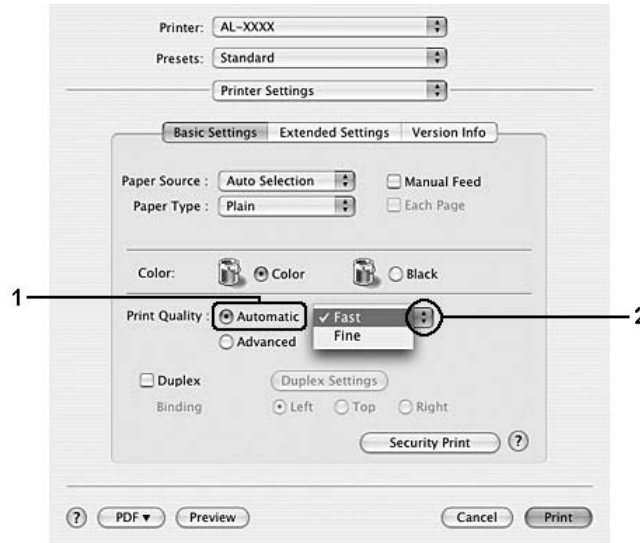 Printer: AL-XXXX
Presets: Standard
Printer Settings
Basic Settings Extended Settings Version Info
Paper Source : Auto Selection Manual Feed
Paper Type : Plain Each Page
Color: Color Black
1
Print Quality : Automatic ✓ Fast 2
Advanced Fine
Duplex Duplex Settings
Binding Left Top Right
Security Print ?
? PDF ▼ Preview Cancel Print